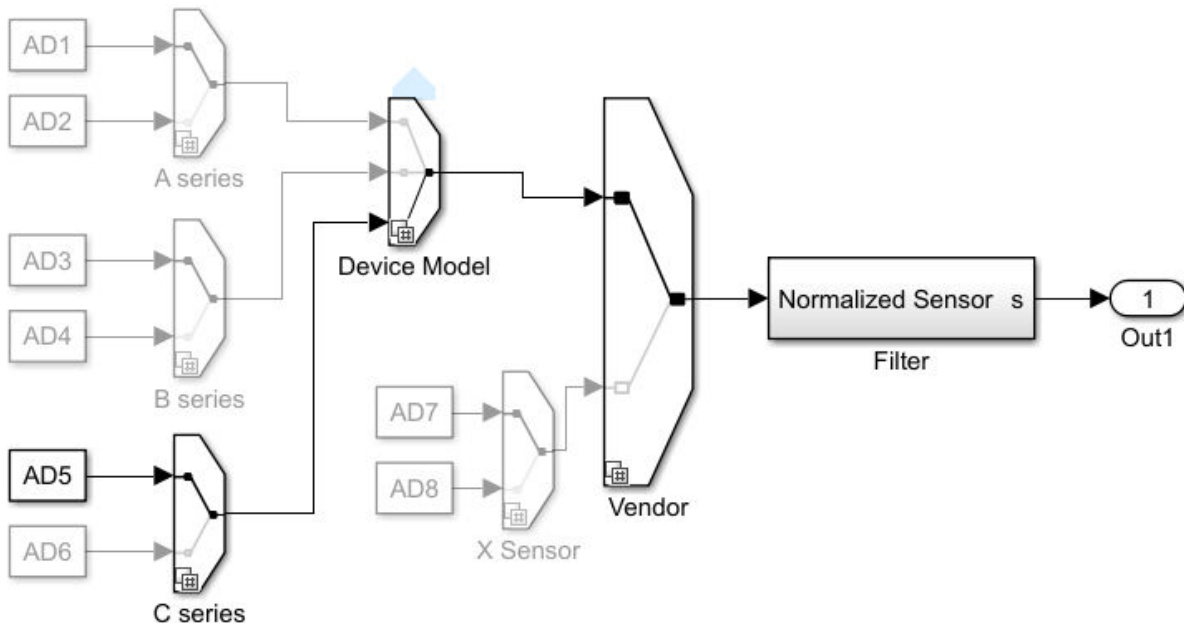 AD1
AD2
A series
AD3
AD4
B series
AD5
AD6
C series
Device Model
AD7
AD8
X Sensor
Vendor
Normalized Sensor s
Filter
1
Out1